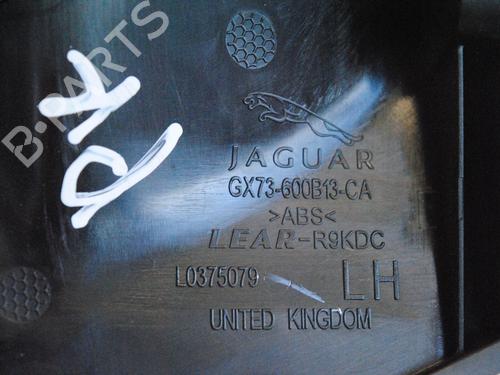 B-PARTS
JAGUAR
GX73-600B13-CA
>ABS<
LEAR-R9KDC
L0375079
LH
UNITED KINGDOM